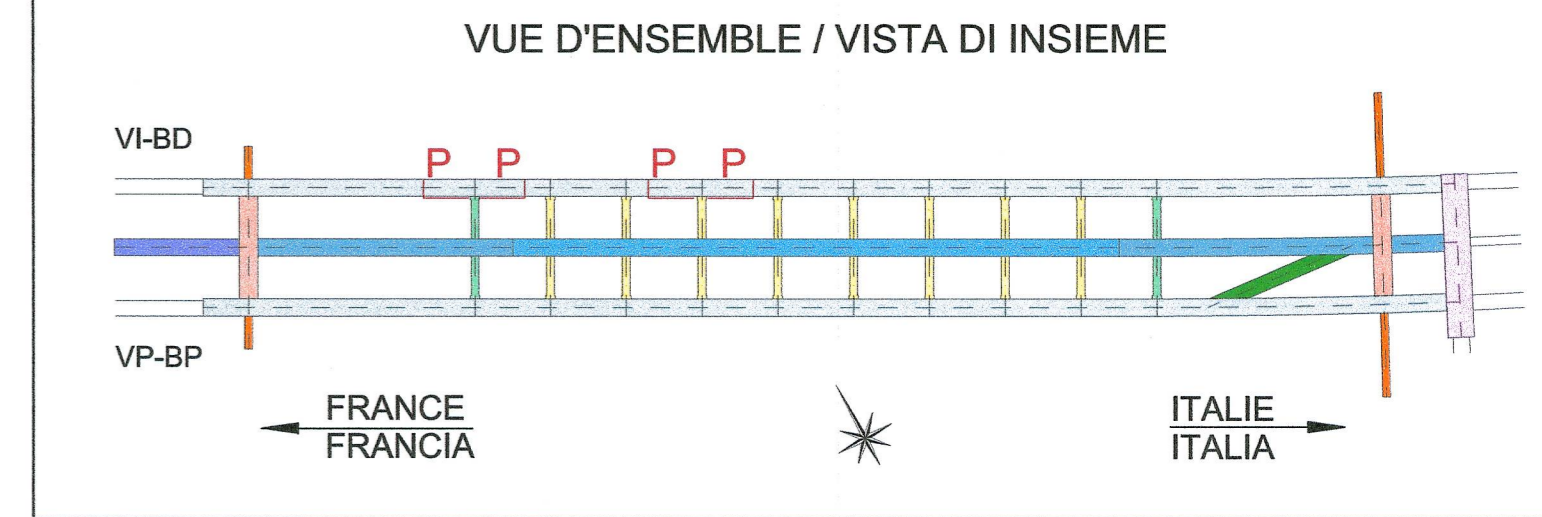 VUE D'ENSEMBLE / VISTA DI INSIEME
VI-BD
P P P P
VP-BP
FRANCE
FRANCIA
ITALIE
ITALIA